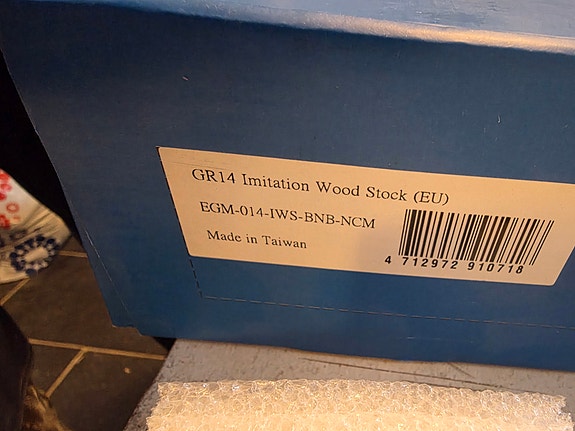 GR14 Imitation Wood Stock (EU)
EGM-014-IWS-BNB-NCM
Made in Taiwan
4 712972 910718